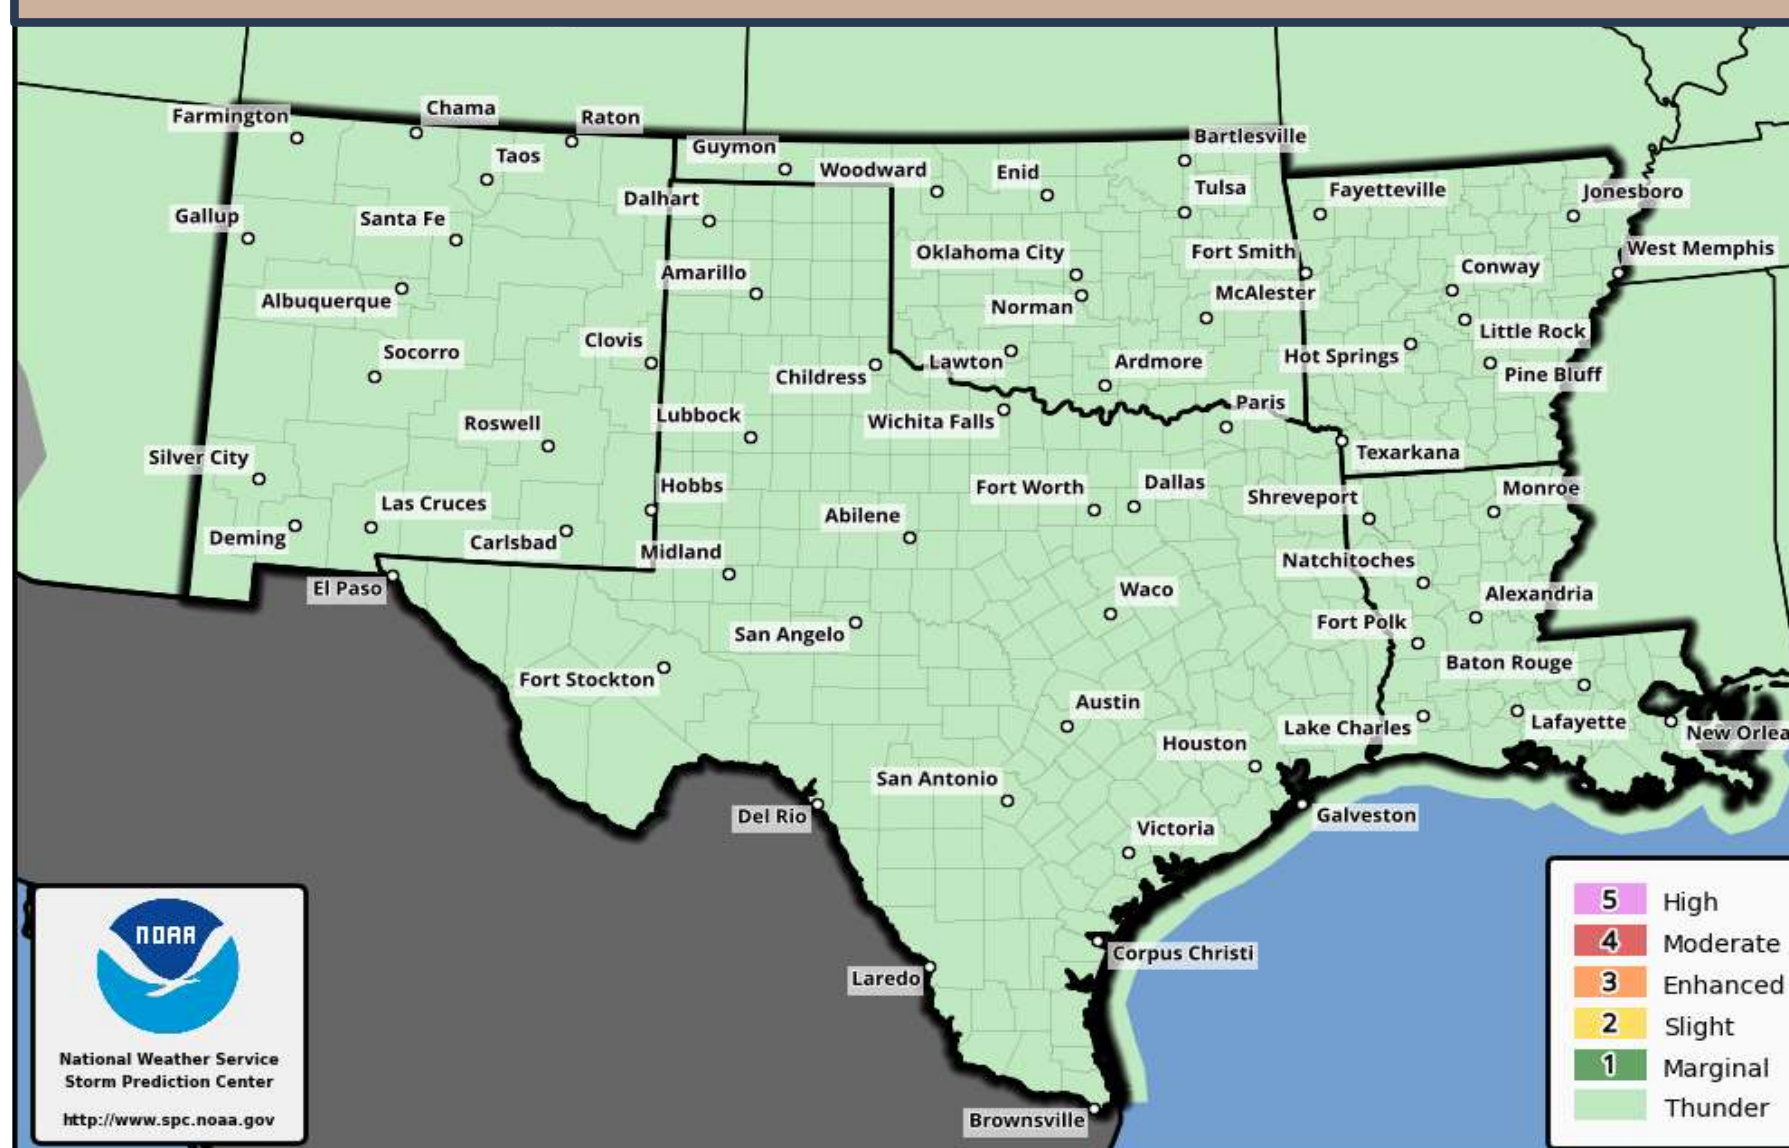 Farmington
Chama
Raton
Taos
Guymon
Woodward
Enid
Bartlesville
Tulsa
Fayetteville
Jonesboro
Gallup
Santa Fe
Dalhart
Oklahoma City
Fort Smith
Conway
West Memphis
Albuquerque
Amarillo
Norman
McAlester
Little Rock
Socorro
Clovis
Childress
Lawton
Ardmore
Hot Springs
Pine Bluff
Roswell
Lubbock
Wichita Falls
Paris
Texarkana
Silver City
Las Cruces
Hobbs
Fort Worth
Dallas
Shreveport
Monroe
Deming
Carlsbad
Midland
Abilene
Natchitoches
El Paso
San Angelo
Waco
Fort Polk
Alexandria
Fort Stockton
Baton Rouge
Austin
Houston
Lake Charles
Lafayette
New Orlea
San Antonio
Del Rio
Victoria
Galveston
Laredo
Corpus Christi
Brownsville
NOAA
National Weather Service
Storm Prediction Center
http://www.spc.noaa.gov
5 High
4 Moderate
3 Enhanced
2 Slight
1 Marginal
Thunder